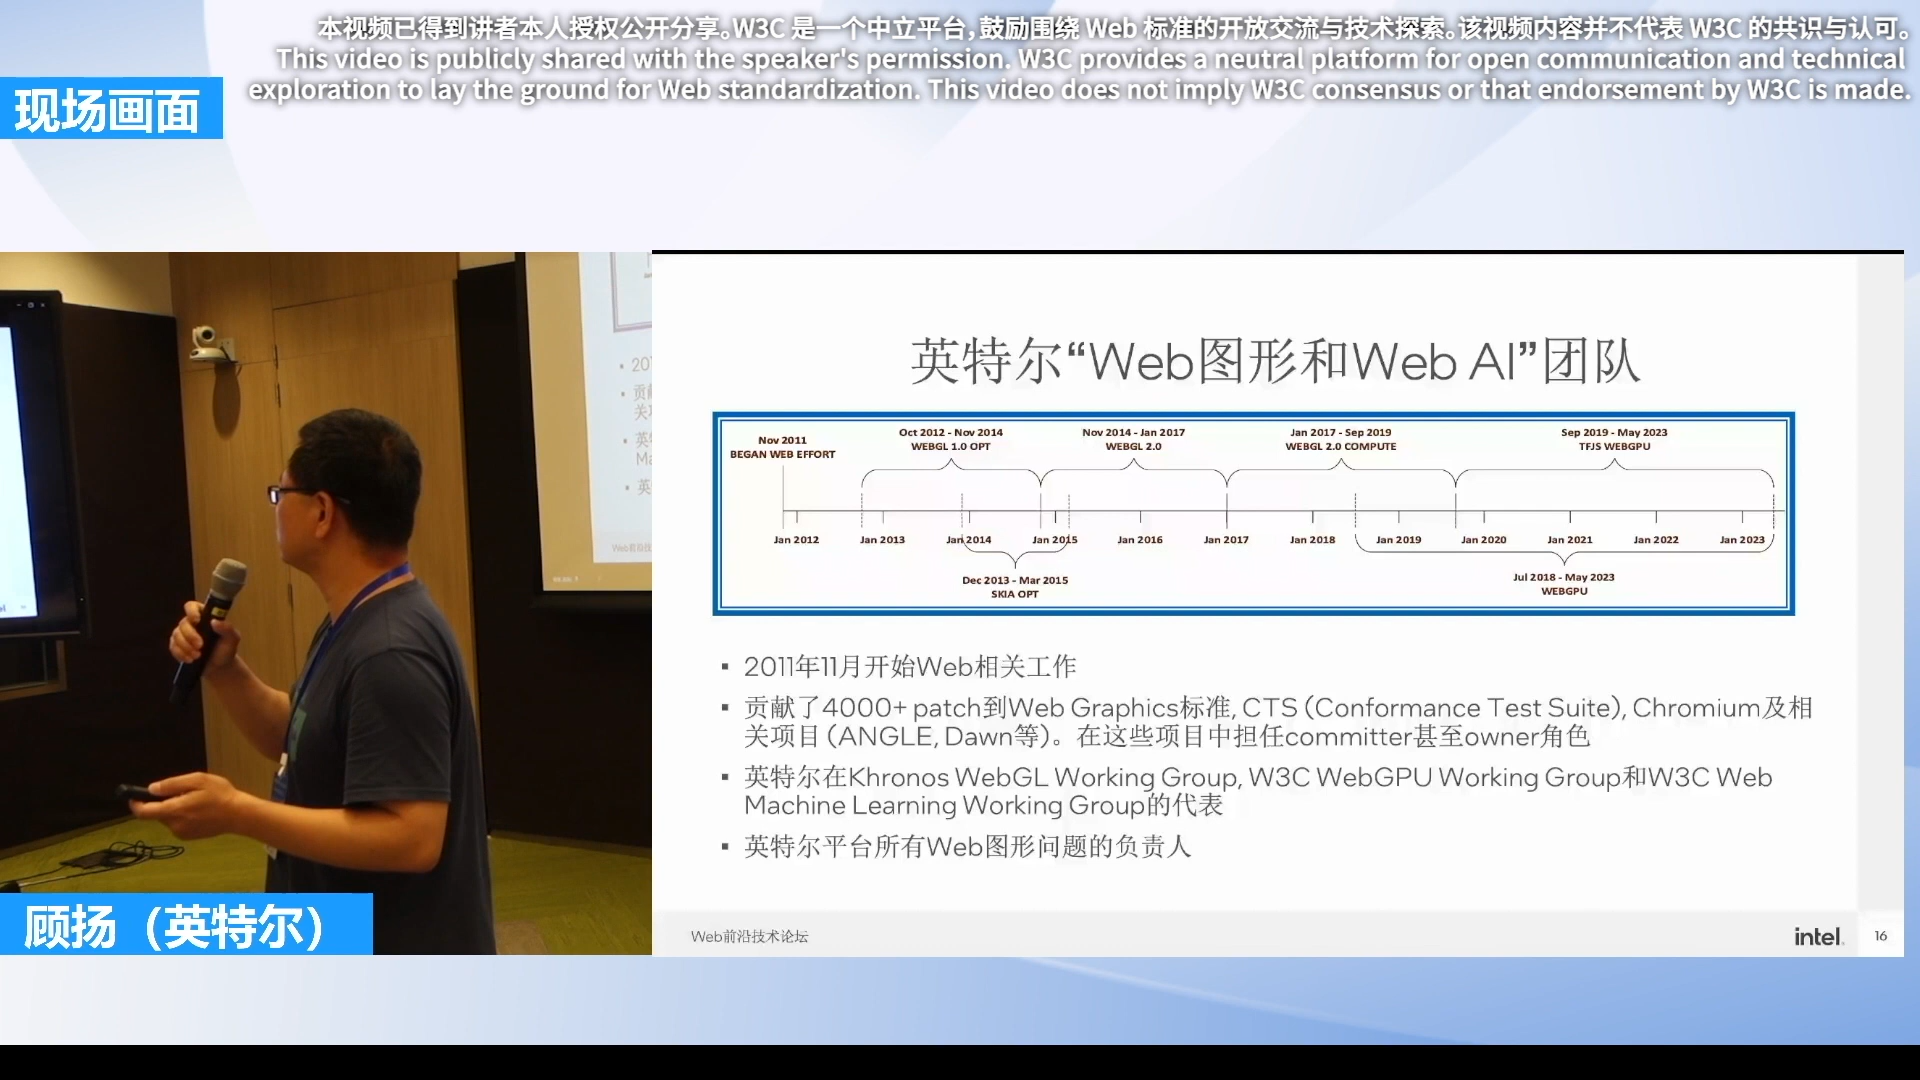 本视频已得到讲者本人授权公开分享。W3C 是一个中立平台，鼓励围绕 Web 标准的开放交流与技术探索。该视频内容并不代表 W3C 的共识与认可。
This video is publicly shared with the speaker's permission. W3C provides a neutral platform for open communication and technical
exploration to lay the ground for Web standardization. This video does not imply W3C consensus or that endorsement by W3C is made.
现场画面
英特尔“Web图形和Web AI”团队
Nov 2011
BEGAN WEB EFFORT
Oct 2012 - Nov 2014
WEBGL 1.0 OPT
Nov 2014 - Jan 2017
WEBGL 2.0
Jan 2017 - Sep 2019
WEBGL 2.0 COMPUTE
Sep 2019 - May 2023
TFJS WEBGPU
Jan 2012 Jan 2013 Jan 2014 Jan 2015 Jan 2016 Jan 2017 Jan 2018 Jan 2019 Jan 2020 Jan 2021 Jan 2022 Jan 2023
Dec 2013 - Mar 2015
SKIA OPT
Jul 2018 - May 2023
WEBGPU
▪ 2011年11月开始Web相关工作
▪ 贡献了4000+ patch到Web Graphics标准, CTS (Conformance Test Suite), Chromium及相
关项目 (ANGLE, Dawn等)。在这些项目中担任committer甚至owner角色
▪ 英特尔在Khronos WebGL Working Group, W3C WebGPU Working Group和W3C Web
Machine Learning Working Group的代表
▪ 英特尔平台所有Web图形问题的负责人
Web前沿技术论坛
intel.
16
顾扬（英特尔）